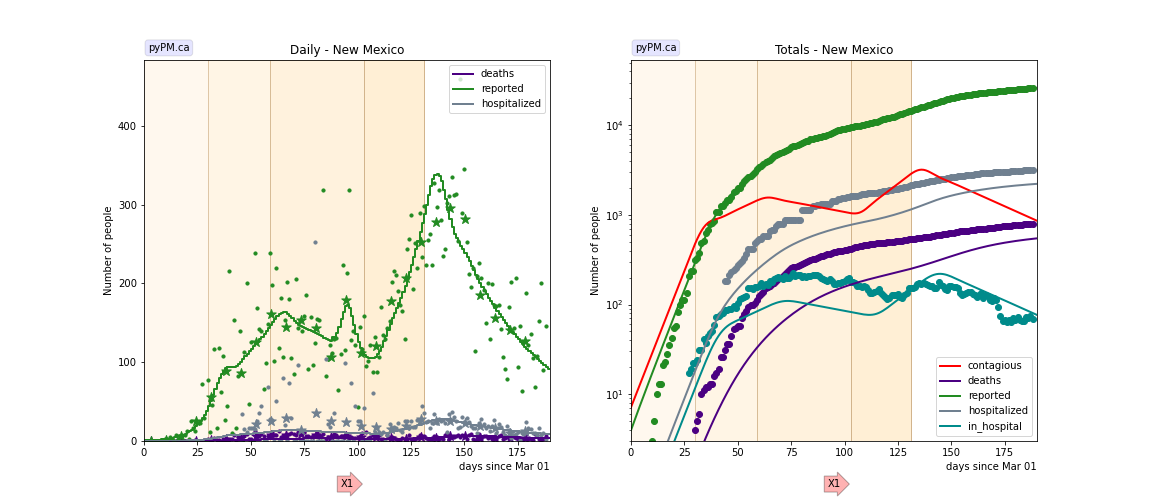 pyPM.ca
Daily - New Mexico
deaths
reported
hospitalized
Number of people
400
300
200
100
0
0 25 50 75 100 125 150 175
days since Mar 01
X1
pyPM.ca
Totals - New Mexico
Number of people
10⁴
10³
10²
10¹
contagious
deaths
reported
hospitalized
in_hospital
0 25 50 75 100 125 150 175
days since Mar 01
X1